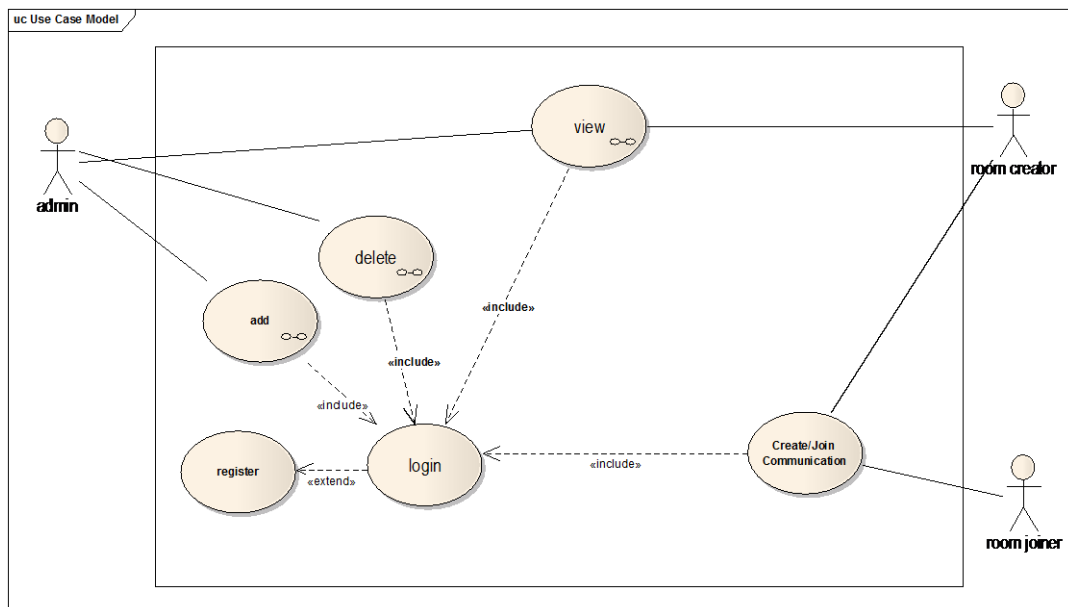 uc Use Case Model
view
room creator
admin
delete
add
«include»
«include»
«include»
Create/Join
Communication
login
register
«include»
«extend»
room joiner